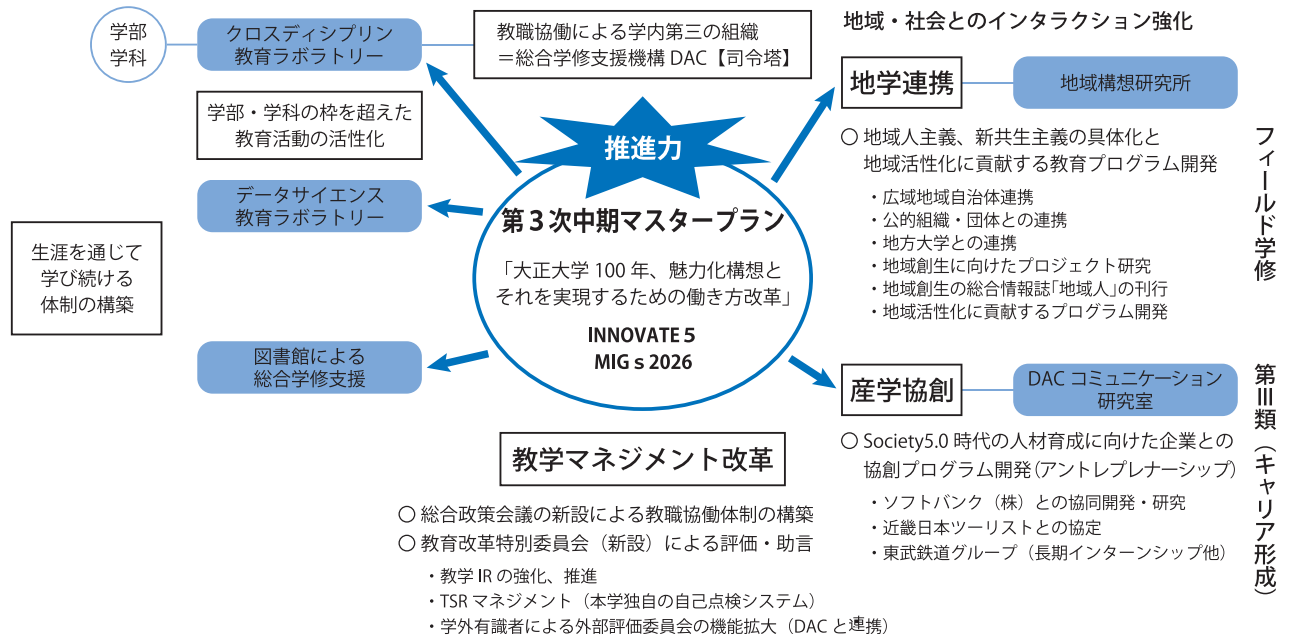 学部
学科
クロスディシプリン
教育ラボラトリー
教職協働による学内第三の組織
＝総合学修支援機構 DAC【司令塔】
学部・学科の枠を超えた
教育活動の活性化
データサイエンス
教育ラボラトリー
生涯を通じて
学び続ける
体制の構築
図書館による
総合学修支援
推進力
第3次中期マスタープラン
「大正大学 100 年、魅力化構想と
それを実現するための働き方改革」
INNOVATE 5
MIG s 2026
教学マネジメント改革
○ 総合政策会議の新設による教職協働体制の構築
○ 教育改革特別委員会（新設）による評価・助言
・教学 IR の強化、推進
・TSR マネジメント（本学独自の自己点検システム）
・学外有識者による外部評価委員会の機能拡大（DAC と連携）
地域・社会とのインタラクション強化
地学連携
地域構想研究所
○ 地域人主義、新共生主義の具体化と
地域活性化に貢献する教育プログラム開発
・広域地域自治体連携
・公的組織・団体との連携
・地方大学との連携
・地域創生に向けたプロジェクト研究
・地域創生の総合情報誌「地域人」の刊行
・地域活性化に貢献するプログラム開発
フィールド学修
産学協創
DAC コミュニケーション
研究室
○ Society5.0 時代の人材育成に向けた企業との
協創プログラム開発（アントレプレナーシップ）
・ソフトバンク（株）との協同開発・研究
・近畿日本ツーリストとの協定
・東武鉄道グループ（長期インターンシップ他）
第Ⅲ類（キャリア形成）